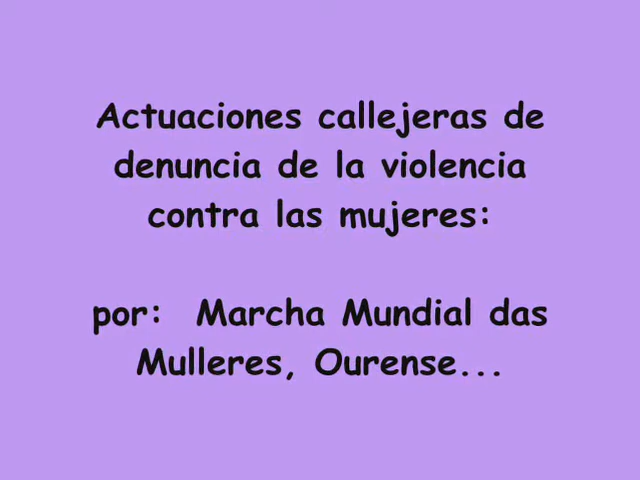 Actuaciones callejeras de
denuncia de la violencia
contra las mujeres:
por: Marcha Mundial das
Mulleres, Ourense...